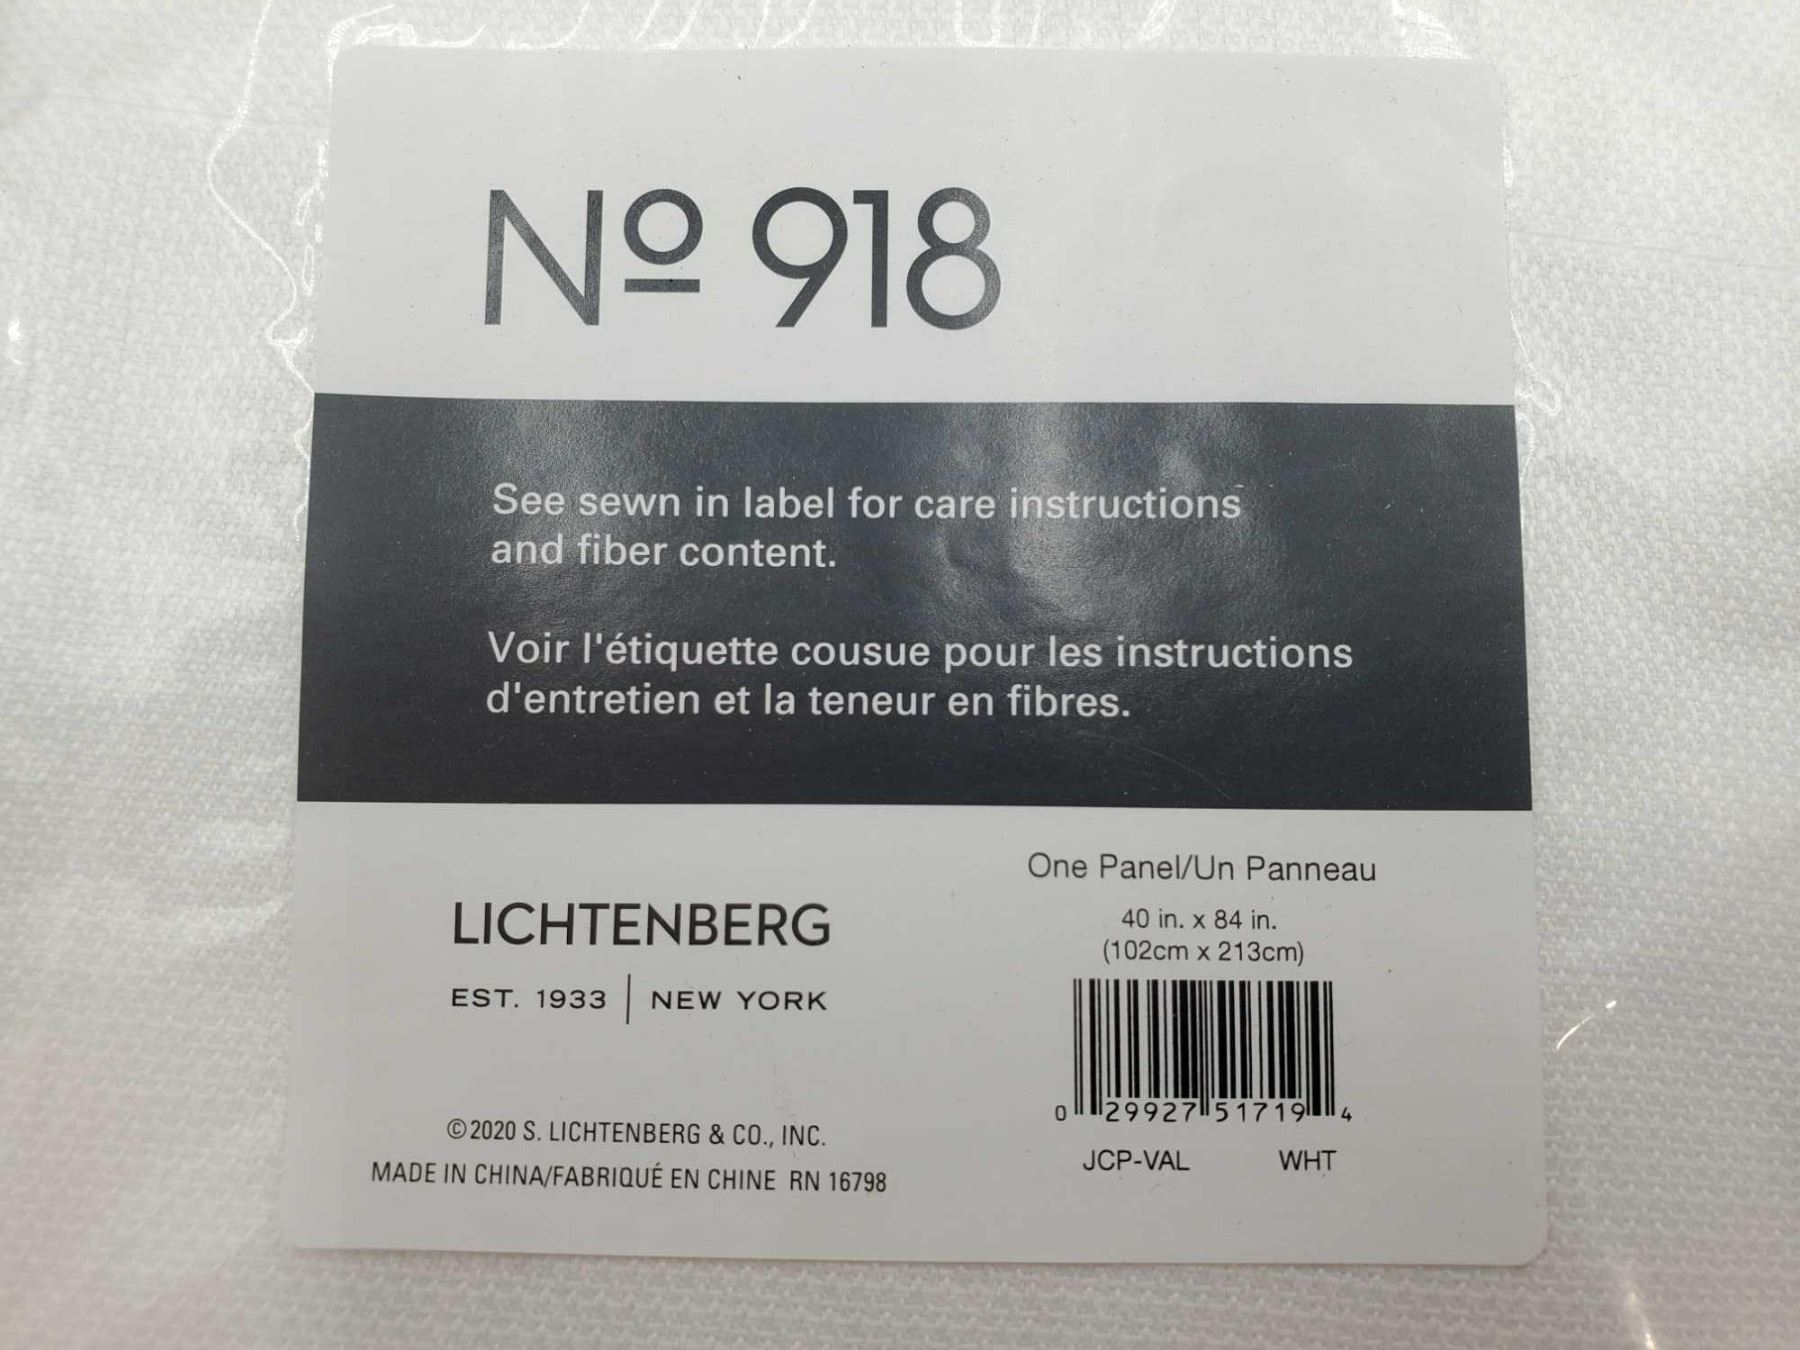 Nº 918
See sewn in label for care instructions
and fiber content.
Voir l'étiquette cousue pour les instructions
d'entretien et la teneur en fibres.
LICHTENBERG
EST. 1933 | NEW YORK
©2020 S. LICHTENBERG & CO., INC.
MADE IN CHINA/FABRIQUÉ EN CHINE RN 16798
One Panel/Un Panneau
40 in. x 84 in.
(102cm x 213cm)
0 29927 51719 4
JCP-VAL WHT